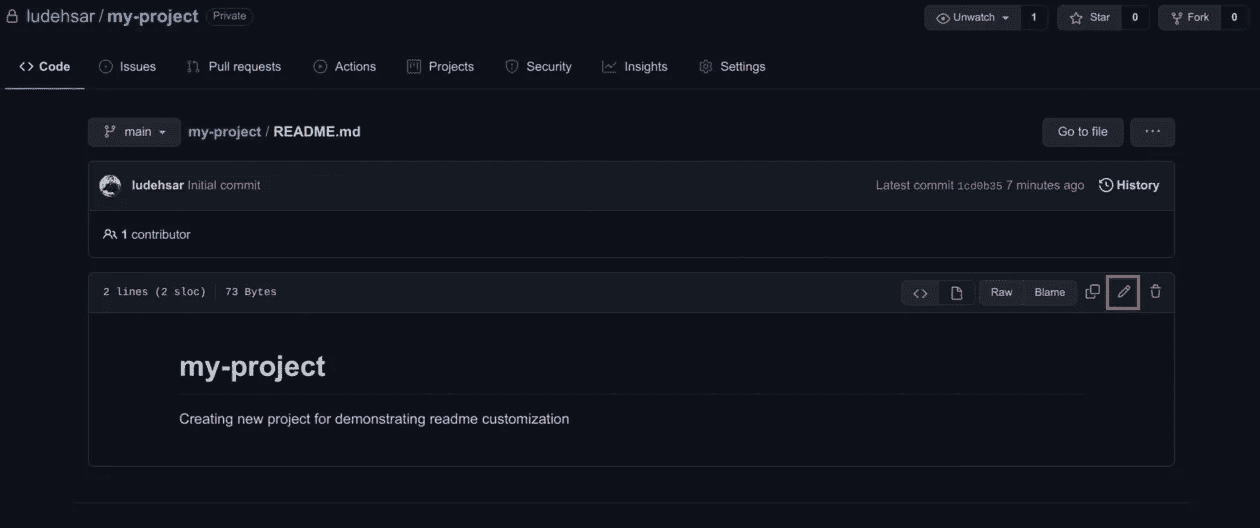 ludehsar / my-project Private Unwatch 1 Star 0 Fork 0
Code Issues Pull requests Actions Projects Security Insights Settings
main my-project / README.md Go to file ...
ludehsar Initial commit Latest commit 1cd0b35 7 minutes ago History
1 contributor
2 lines (2 sloc) 73 Bytes <> Raw Blame
my-project
Creating new project for demonstrating readme customization